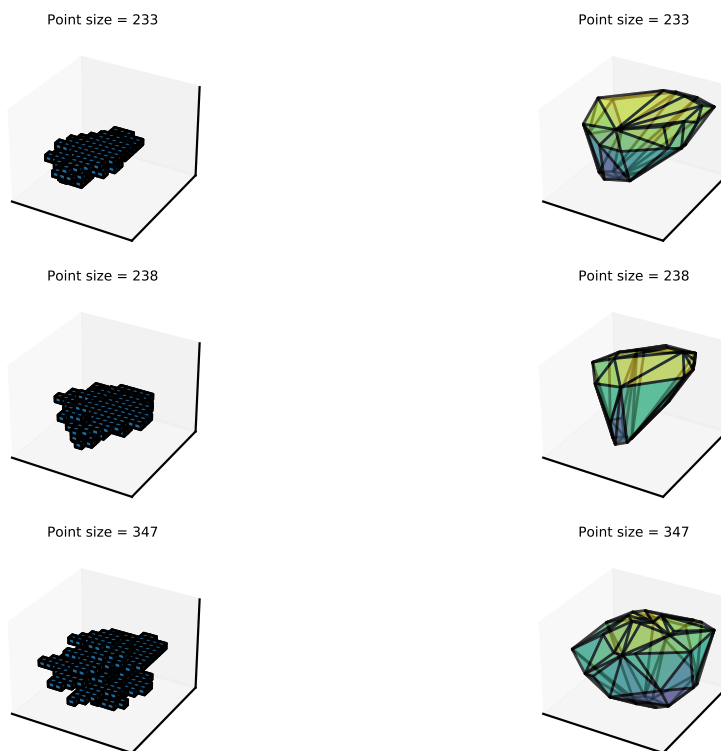 Point size = 233
Point size = 233
Point size = 238
Point size = 238
Point size = 347
Point size = 347